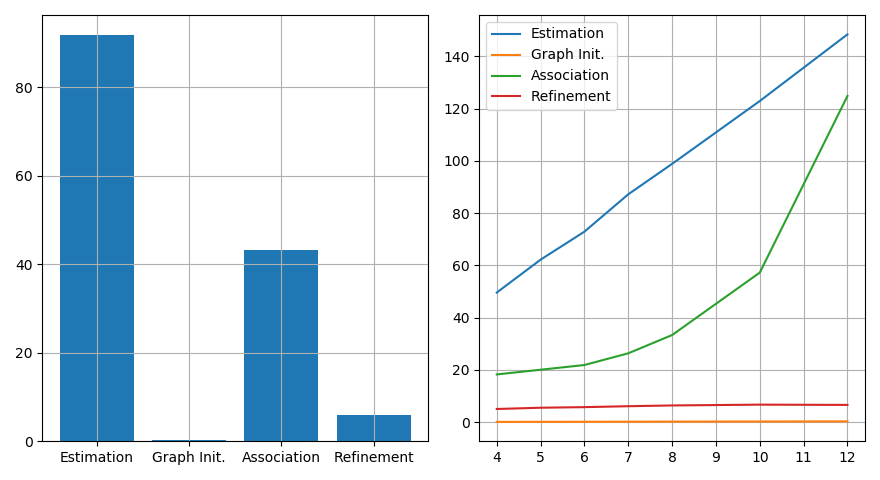 80
60
40
20
0
Estimation Graph Init. Association Refinement
Estimation
Graph Init.
Association
Refinement
140
120
100
80
60
40
20
0
4 5 6 7 8 9 10 11 12